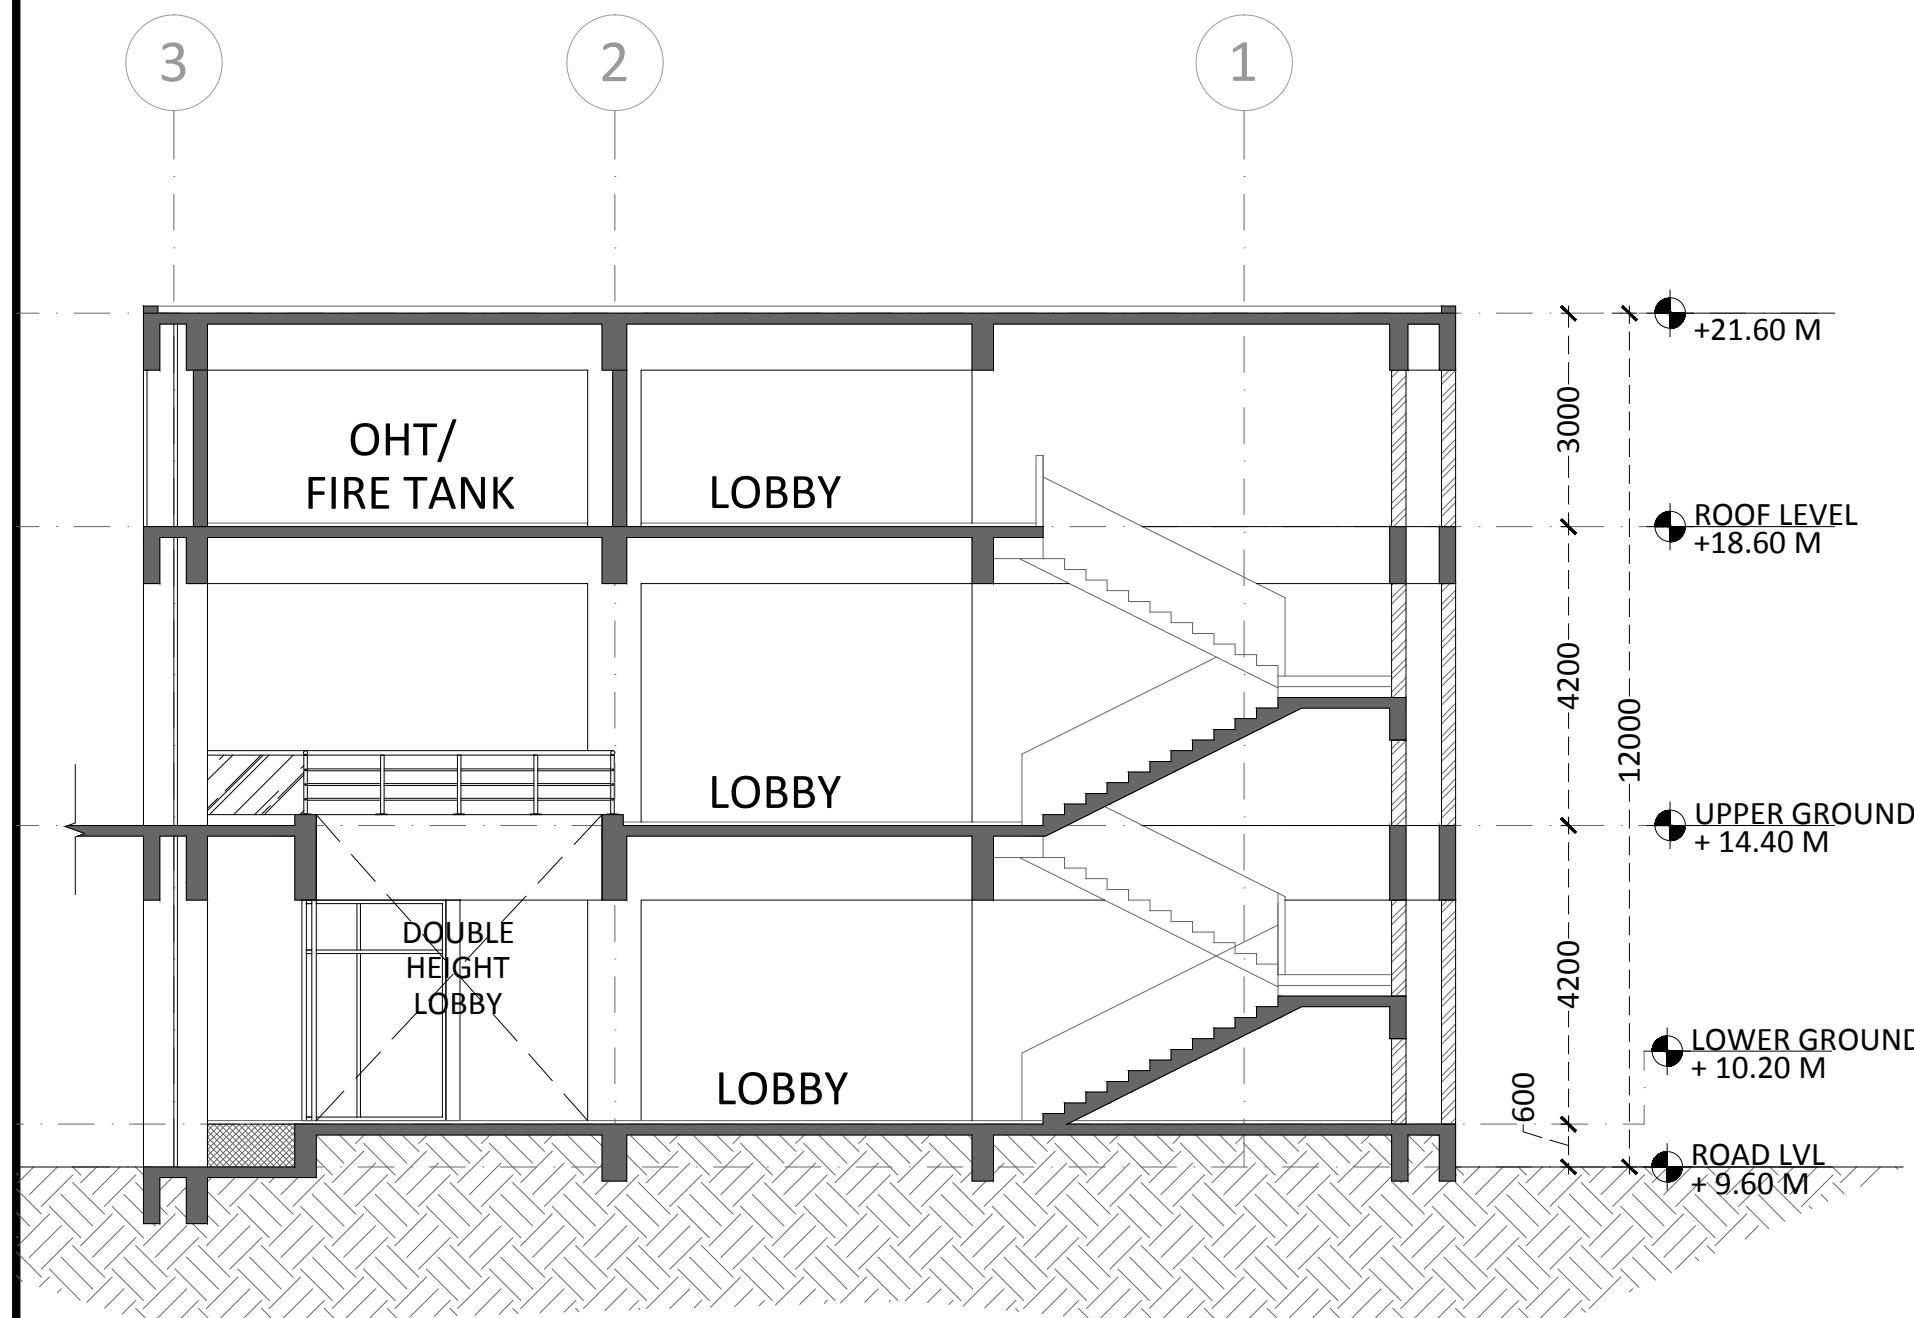 3
2
1
+21.60 M
3000
OHT/
FIRE TANK
LOBBY
ROOF LEVEL
+18.60 M
4200
12000
LOBBY
UPPER GROUND
+ 14.40 M
DOUBLE
HEIGHT
LOBBY
4200
LOWER GROUND
+ 10.20 M
LOBBY
600
ROAD LVL
+ 9.60 M